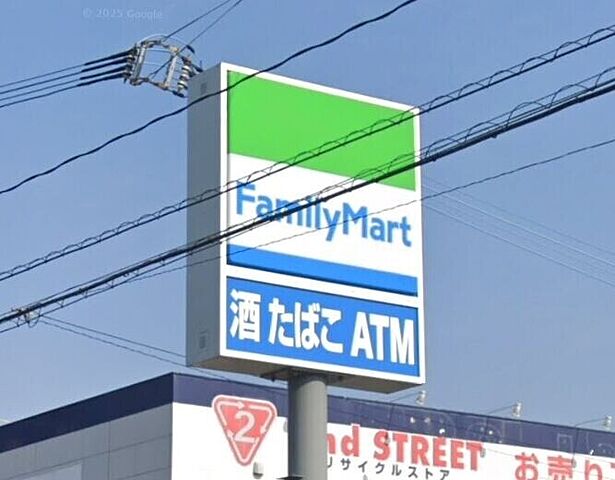 © 2025 Google
FamilyMart
酒 たばこ ATM
2
nd STREET
リサイクルストア
お売り